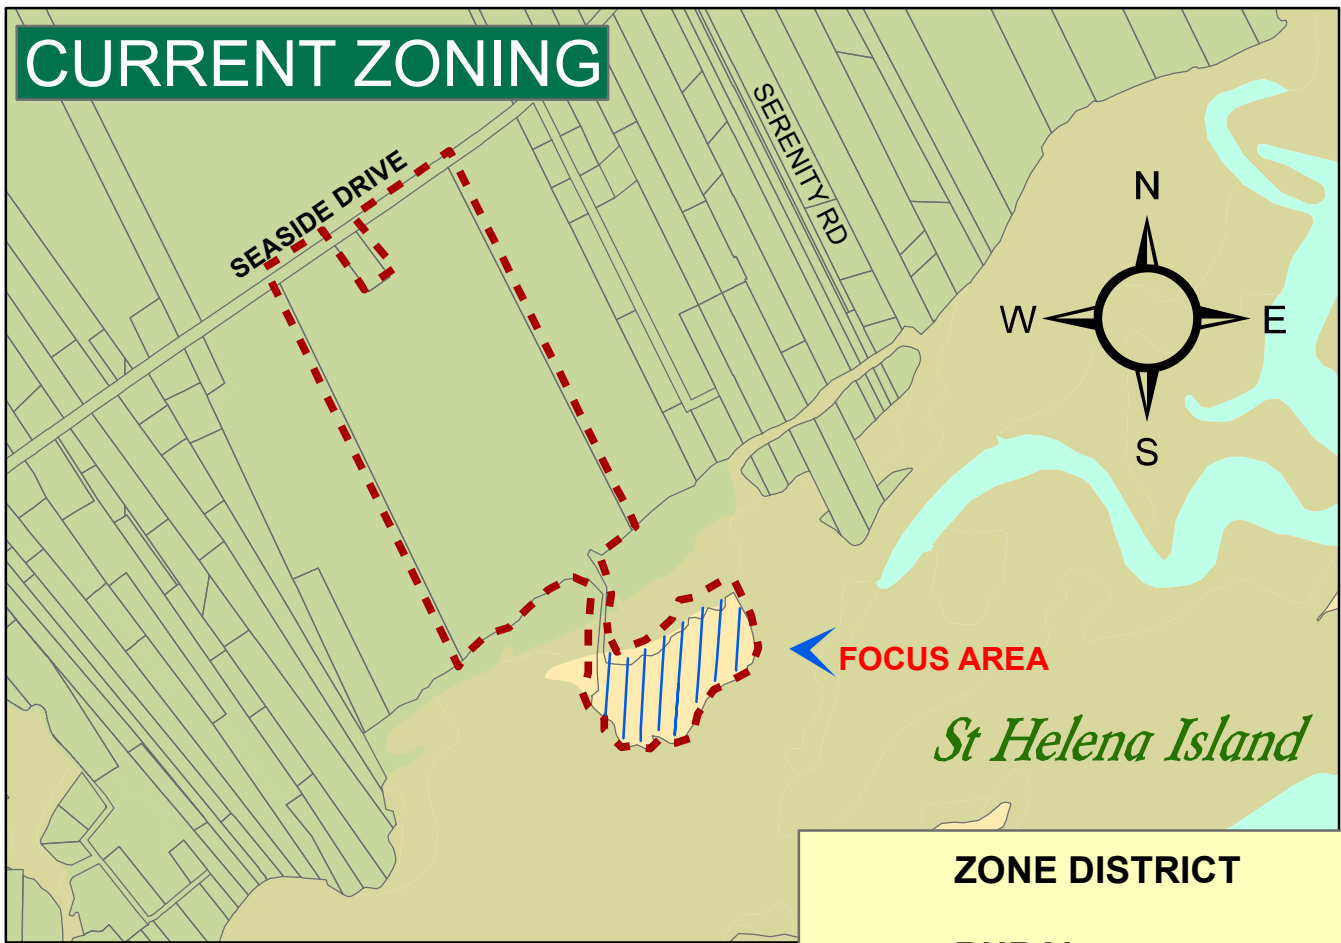 CURRENT ZONING
SEASIDE DRIVE
SERENITY RD
N
W
E
S
FOCUS AREA
St Helena Island
ZONE DISTRICT